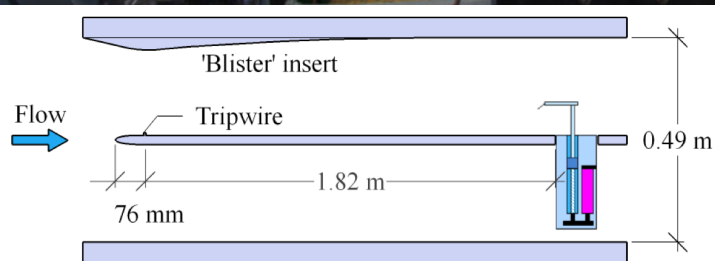 'Blister' insert
Flow
Tripwire
0.49 m
1.82 m
76 mm